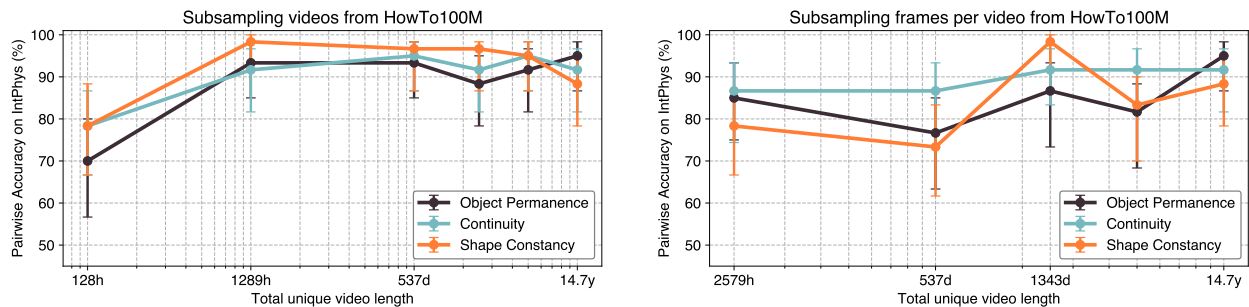 Subsampling videos from HowTo100M
Pairwise Accuracy on IntPhys (%)
100
90
80
70
60
50
Object Permanence
Continuity
Shape Constancy
128h
1289h
537d
14.7y
Total unique video length
Subsampling frames per video from HowTo100M
Pairwise Accuracy on IntPhys (%)
100
90
80
70
60
50
Object Permanence
Continuity
Shape Constancy
2579h
537d
1343d
14.7y
Total unique video length